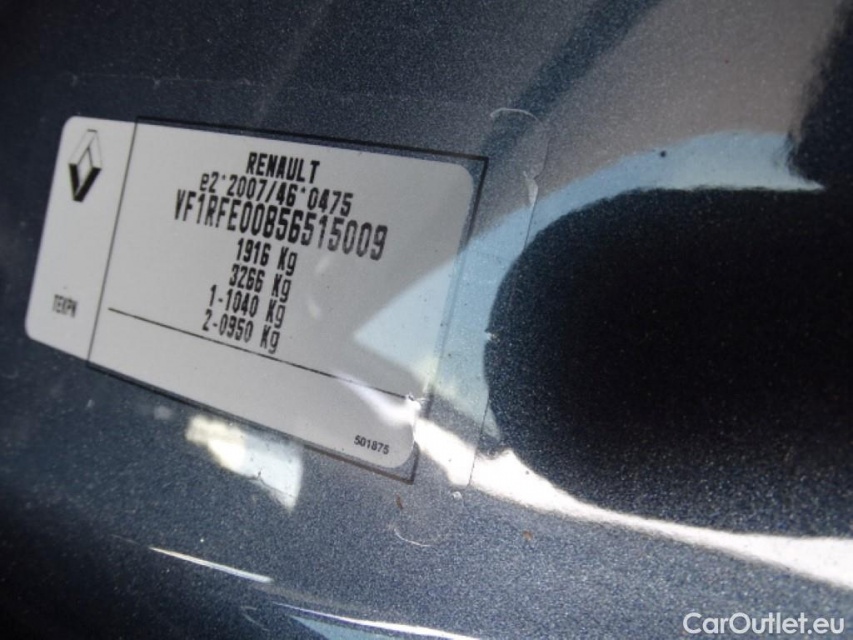 RENAULT
e2*2007/46*0475
VF1RFE00856515009
1916 Kg
3266 Kg
1-1040 Kg
2-0950 Kg
TEKPN
501875
CarOutlet.eu